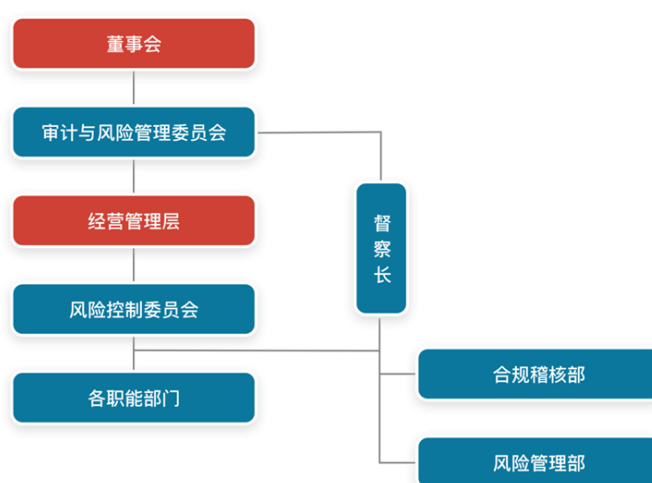 董事会
审计与风险管理委员会
经营管理层
督察长
风险控制委员会
合规稽核部
各职能部门
风险管理部